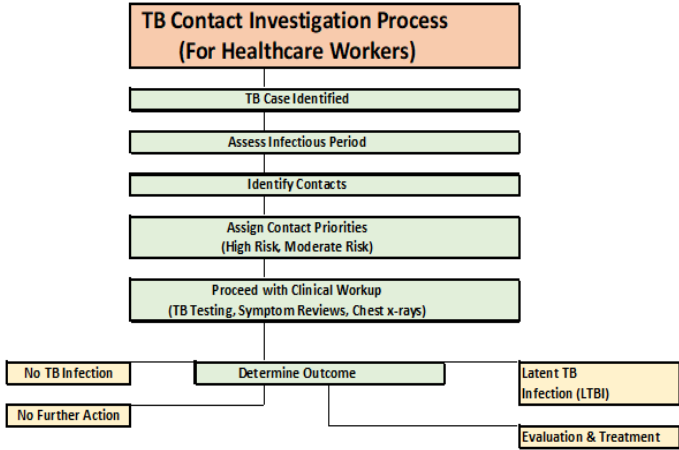 TB Contact Investigation Process
(For Healthcare Workers)
TB Case Identified
Assess Infectious Period
Identify Contacts
Assign Contact Priorities
(High Risk, Moderate Risk)
Proceed with Clinical Workup
(TB Testing, Symptom Reviews, Chest x-rays)
No TB Infection
Determine Outcome
Latent TB
Infection (LTBI)
No Further Action
Evaluation & Treatment